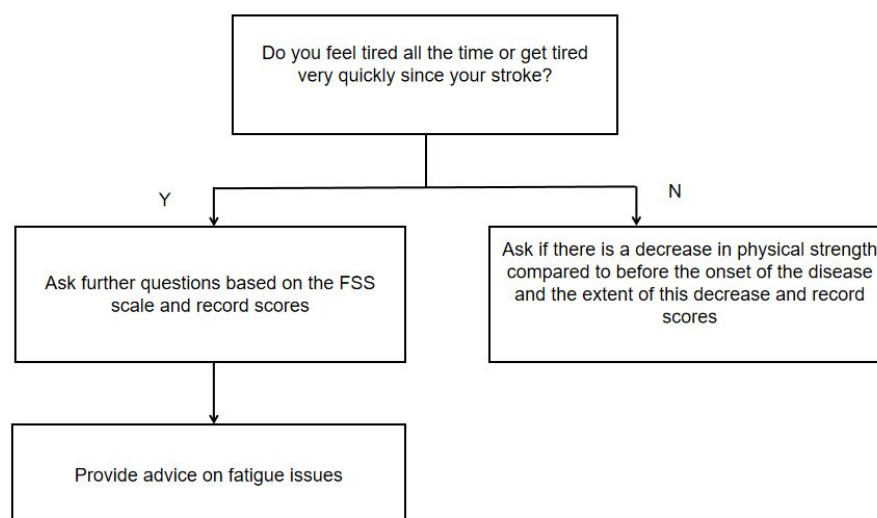 Do you feel tired all the time or get tired
very quickly since your stroke?
Y
N
Ask further questions based on the FSS
scale and record scores
Ask if there is a decrease in physical strength
compared to before the onset of the disease
and the extent of this decrease and record
scores
Provide advice on fatigue issues